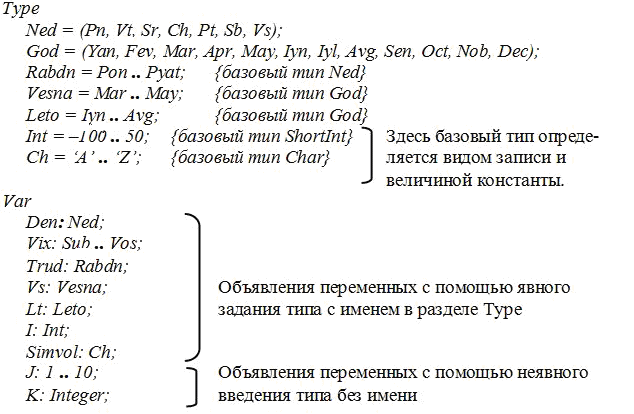 Type
Ned = (Pn, Vt, Sr, Ch, Pt, Sb, Vs);
God = (Yan, Fev, Mar, Apr, May, Iyn, Iyl, Avg, Sen, Oct, Nob, Dec);
Rabdn = Pon .. Pyat; {базовый тип Ned}
Vesna = Mar .. May; {базовый тип God}
Leto = Iyn .. Avg; {базовый тип God}
Int = –100 .. 50; {базовый тип ShortInt}
Ch = ‘A’ .. ‘Z’; {базовый тип Char}
Здесь базовый тип опреде-
ляется видом записи и
величиной константы.
Var
Den: Ned;
Vix: Sub .. Vos;
Trud: Rabdn;
Vs: Vesna;
Lt: Leto;
I: Int;
Simvol: Ch;
Объявления переменных с помощью явного
задания типа с именем в разделе Type
J: 1 .. 10;
K: Integer;
Объявления переменных с помощью неявного
введения типа без имени